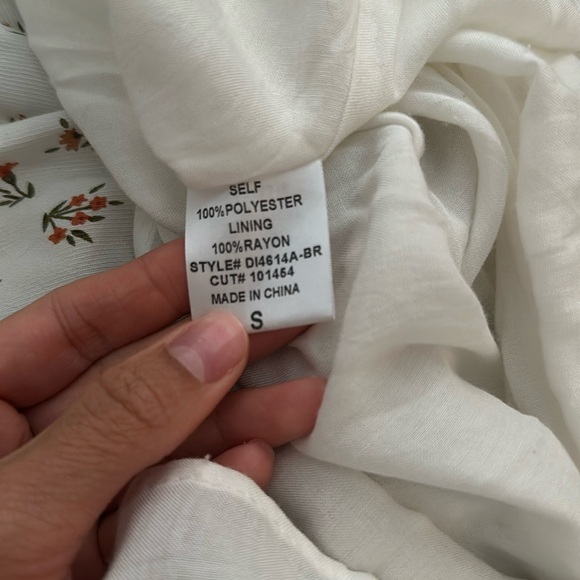 SELF
100%POLYESTER
LINING
100%RAYON
STYLE# DI4614A-BR
CUT# 101454
MADE IN CHINA
S